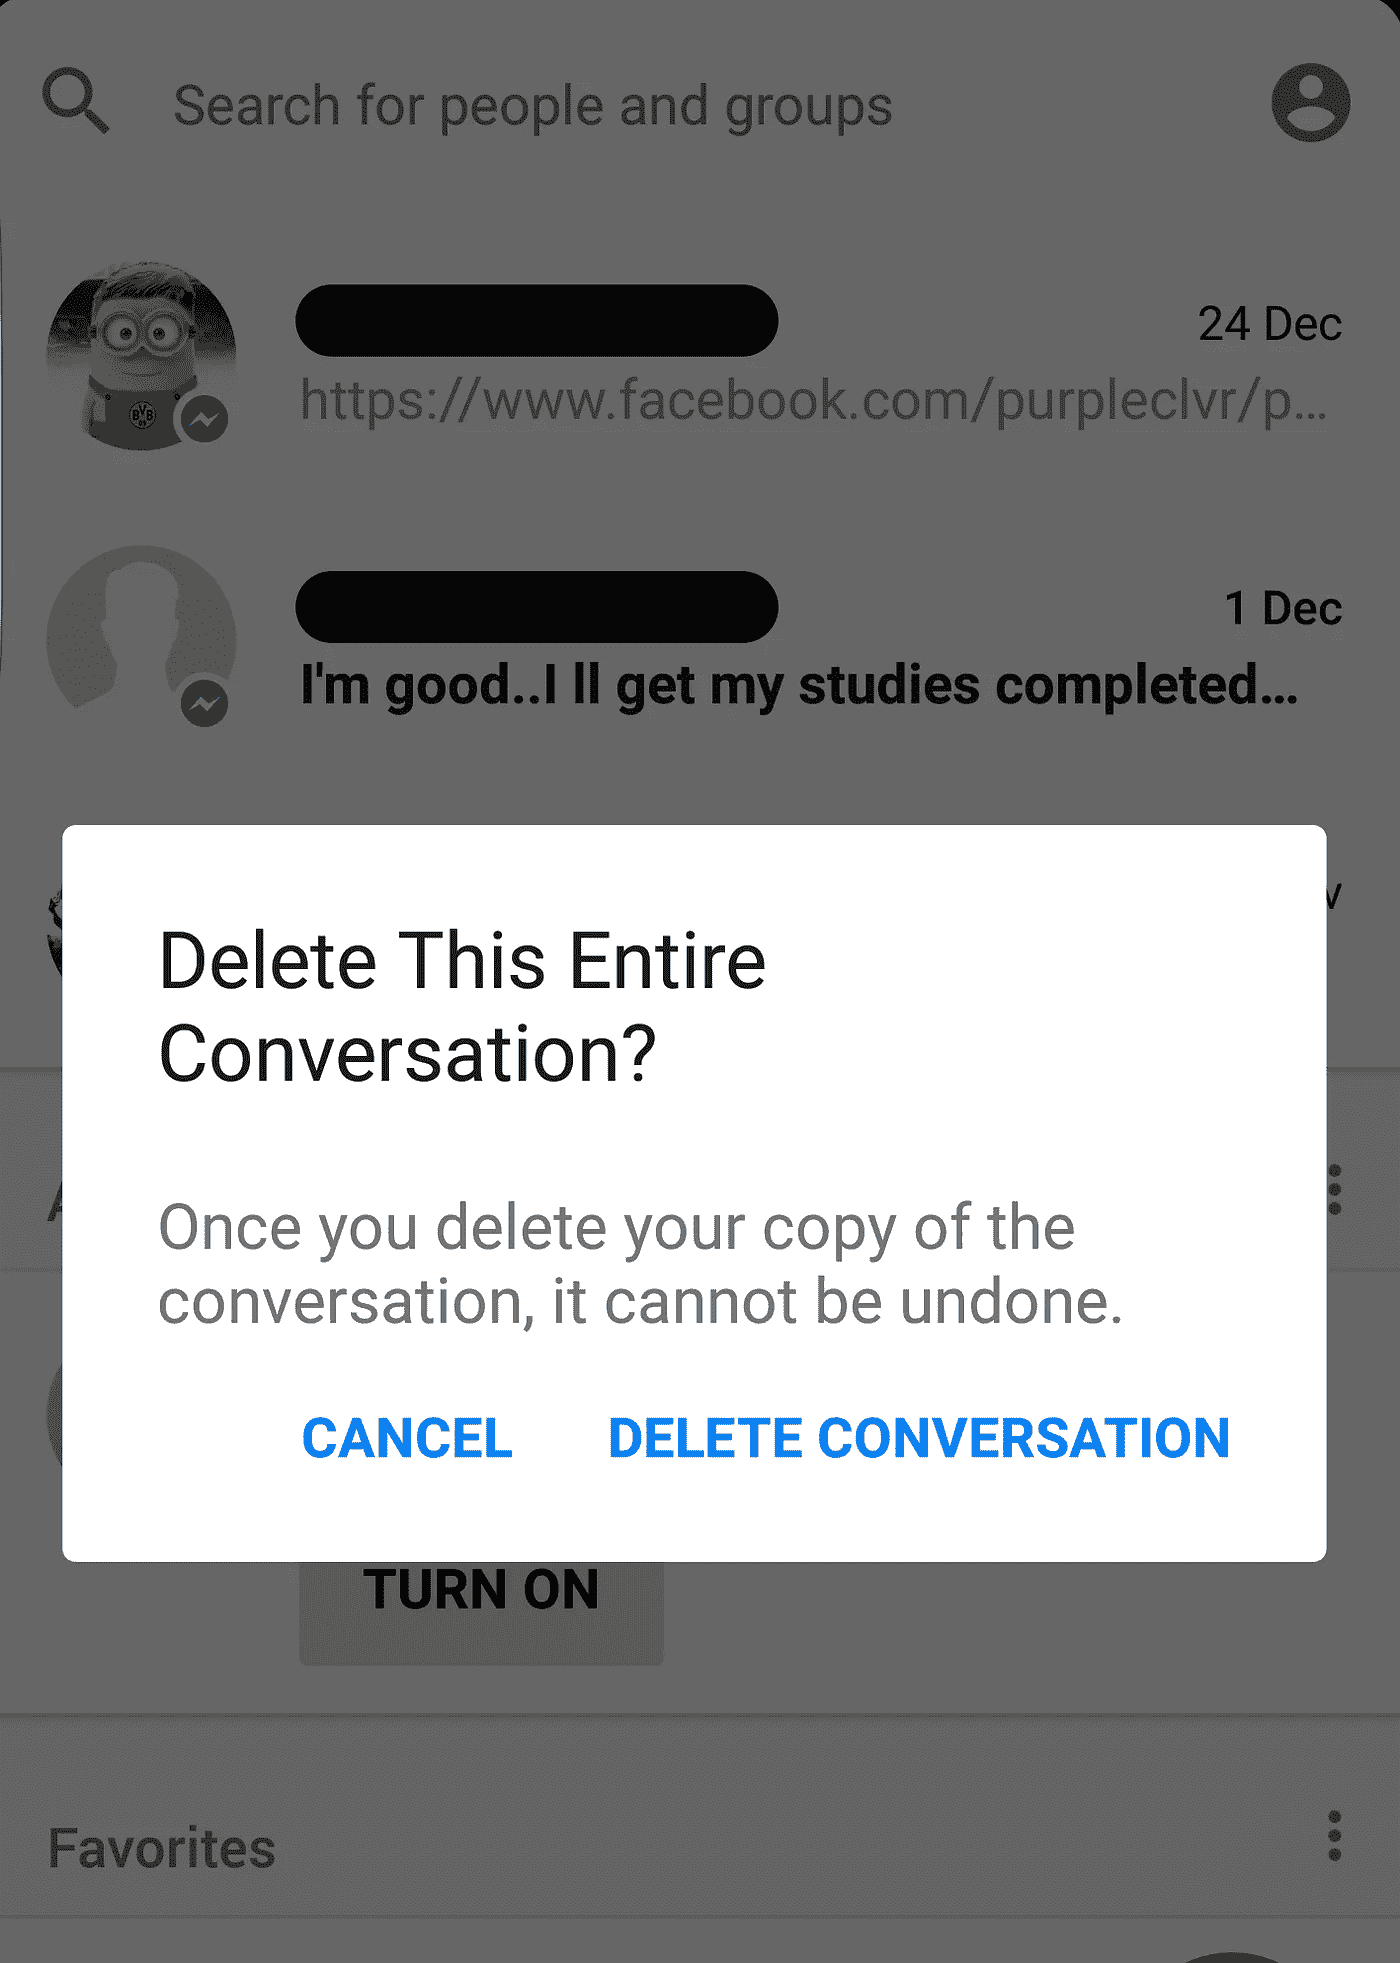 Search for people and groups
24 Dec
https://www.facebook.com/purpleclvr/p...
BVB
09
1 Dec
I'm good..I ll get my studies completed...
Delete This Entire
Conversation?
Once you delete your copy of the
conversation, it cannot be undone.
CANCEL DELETE CONVERSATION
TURN ON
Favorites